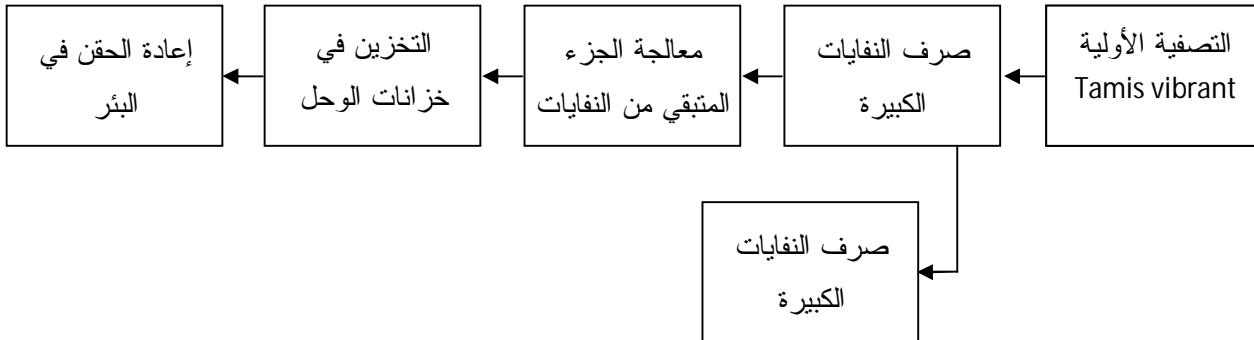 التصفية الأولية
Tamis vibrant
صرف النفايات
الكبيرة
معالجة الجزء
المتبقي من النفايات
التخزين في
خزانات الوحل
إعادة الحقن في
البئر
صرف النفايات
الكبيرة